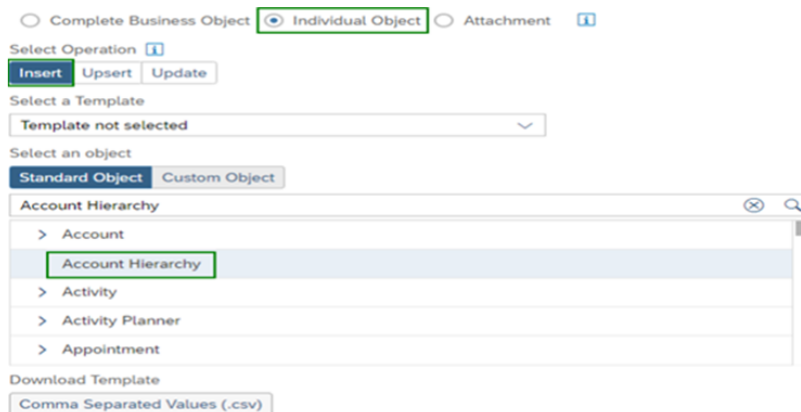 Complete Business Object Individual Object Attachment i
Select Operation i
Insert Upsert Update
Select a Template
Template not selected
Select an object
Standard Object Custom Object
Account Hierarchy
Account
Account Hierarchy
Activity
Activity Planner
Appointment
Download Template
Comma Separated Values (.csv)